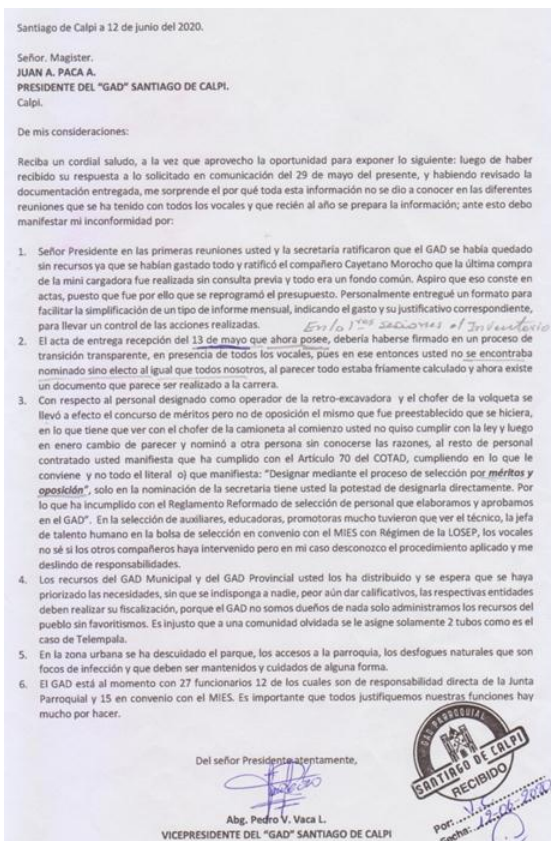 Santiago de Calpi a 12 de junio del 2020.
Señor. Magister.
JUAN A. PACA A.
PRESIDENTE DEL "GAD" SANTIAGO DE CALPI.
Calpi.
De mis consideraciones:
Reciba un cordial saludo, a la vez que aprovecho la oportunidad para exponer lo siguiente: luego de haber
recibido su respuesta a lo solicitado en comunicación del 29 de mayo del presente, y habiendo revisado la
documentación entregada, me sorprende el por qué toda esta información no se dio a conocer en las diferentes
reuniones que se ha tenido con todos los vocales y que recién al año se prepara la información; ante esto debo
manifestar mi inconformidad por:
1. Señor Presidente en las primeras reuniones usted y la secretaria ratificaron que el GAD se había quedado
sin recursos ya que se habían gastado todo y ratificó el compañero Cayetano Morocho que la última compra
de la mini cargadora fue realizada sin consulta previa y todo era un fondo común. Aspiro que eso conste en
actas, puesto que fue por ello que se reprogramó el presupuesto. Personalmente entregué un formato para
facilitar la simplificación de un tipo de informe mensual, indicando el gasto y su justificativo correspondiente,
para llevar un control de las acciones realizadas.
En la 1ras sesiones el Inventario
2. El acta de entrega recepción del 13 de mayo que ahora posee, debería haberse firmado en un proceso de
transición transparente, en presencia de todos los vocales, pues en ese entonces usted no se encontraba
nominado sino electo al igual que todos nosotros, al parecer todo estaba fríamente calculado y ahora existe
un documento que parece ser realizado a la carrera.
3. Con respecto al personal designado como operador de la retro-excavadora y el chofer de la volqueta se
llevó a efecto el concurso de méritos pero no de oposición el mismo que fue preestablecido que se hiciera,
en lo que tiene que ver con el chofer de la camioneta al comienzo usted no quiso cumplir con la ley y luego
en enero cambio de parecer y nominó a otra persona sin conocerse las razones, al resto de personal
contratado usted manifiesta que ha cumplido con el Artículo 70 del COTAD, cumpliendo en lo que le
conviene y no todo el literal o) que manifiesta: "Designar mediante el proceso de selección por méritos y
oposición", solo en la nominación de la secretaria tiene usted la potestad de designarla directamente. Por
lo que ha incumplido con el Reglamento Reformado de selección de personal que elaboramos y aprobamos
en el GAD". En la selección de auxiliares, educadoras, promotoras mucho tuvieron que ver el técnico, la jefa
de talento humano en la bolsa de selección en convenio con el MIES con Régimen de la LOSEP, los vocales
no sé si los otros compañeros haya intervenido pero en mi caso desconozco el procedimiento aplicado y me
deslindo de responsabilidades.
4. Los recursos del GAD Municipal y del GAD Provincial usted los ha distribuido y se espera que se haya
priorizado las necesidades, sin que se indisponga a nadie, peor aún dar calificativos, las respectivas entidades
deben realizar su fiscalización, porque el GAD no somos dueños de nada solo administramos los recursos del
pueblo sin favoritismos. Es injusto que a una comunidad olvidada se le asigne solamente 2 tubos como es el
caso de Telempala.
5. En la zona urbana se ha descuidado el parque, los accesos a la parroquia, los desfogues naturales que son
focos de infección y que deben ser mantenidos y cuidados de alguna forma.
6. El GAD está al momento con 27 funcionarios 12 de los cuales son de responsabilidad directa de la Junta
Parroquial y 15 en convenio con el MIES. Es importante que todos justifiquemos nuestras funciones hay
mucho por hacer.
Del señor Presidente atentamente,
Abg. Pedro V. Vaca L.
VICEPRESIDENTE DEL "GAD" SANTIAGO DE CALPI
GAD PARROQUIAL
SANTIAGO DE CALPI
RECIBIDO
Por:
Fecha: 12-06-2020